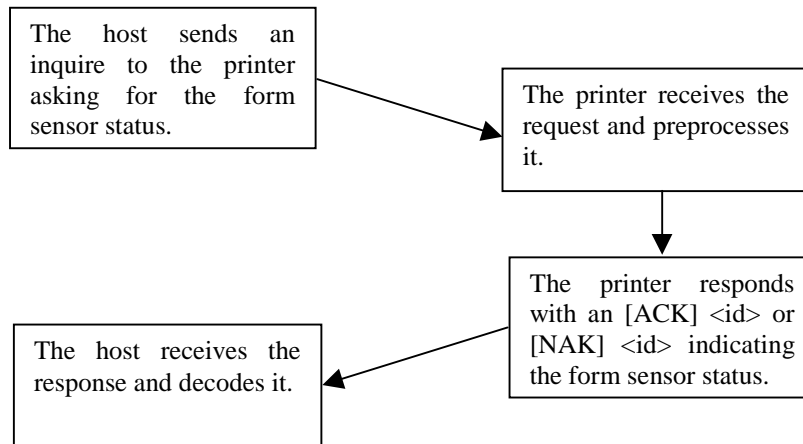 The host sends an
inquire to the printer
asking for the form
sensor status.
The printer receives the
request and preprocesses
it.
The printer responds
with an [ACK] <id> or
[NAK] <id> indicating
the form sensor status.
The host receives the
response and decodes it.